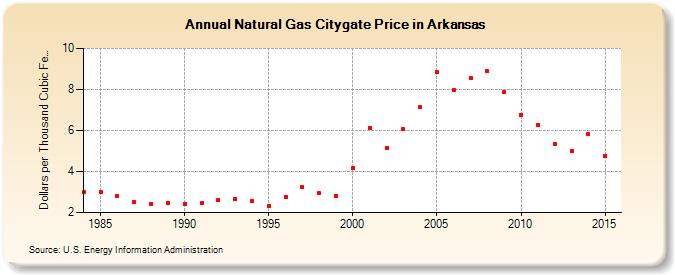 Annual Natural Gas Citygate Price in Arkansas
Dollars per Thousand Cubic Fe...
10
8
6
4
2
1985 1990 1995 2000 2005 2010 2015
Source: U.S. Energy Information Administration